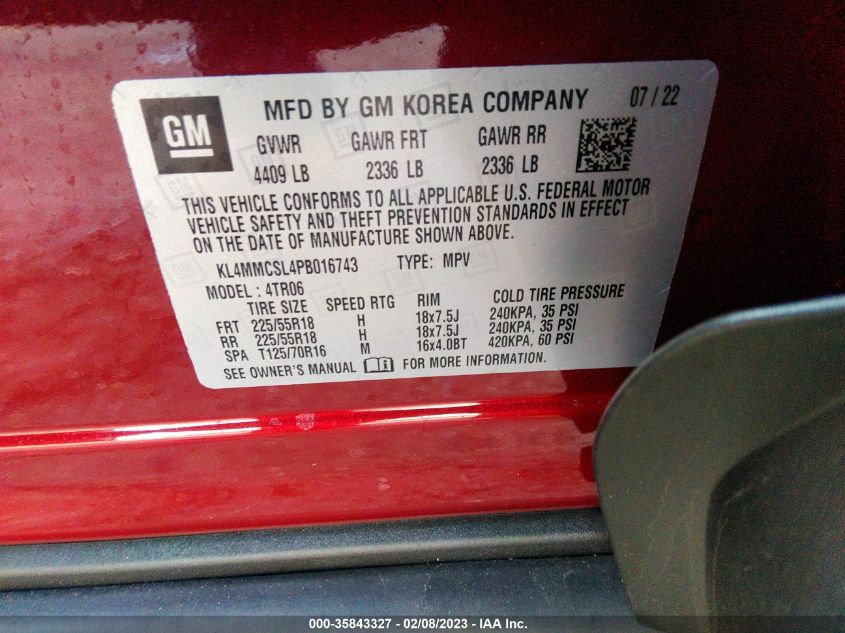 GM
MFD BY GM KOREA COMPANY 07 / 22
GVWR GAWR FRT GAWR RR
4409 LB 2336 LB 2336 LB
THIS VEHICLE CONFORMS TO ALL APPLICABLE U.S. FEDERAL MOTOR
VEHICLE SAFETY AND THEFT PREVENTION STANDARDS IN EFFECT
ON THE DATE OF MANUFACTURE SHOWN ABOVE.
KL4MMCSL4PB016743 TYPE: MPV
MODEL: 4TR06
TIRE SIZE SPEED RTG RIM COLD TIRE PRESSURE
FRT 225/55R18 H 18x7.5J 240KPA, 35 PSI
RR 225/55R18 H 18x7.5J 240KPA, 35 PSI
SPA T125/70R16 M 16x4.0BT 420KPA, 60 PSI
SEE OWNER'S MANUAL FOR MORE INFORMATION.
000-35843327 - 02/08/2023 - IAA Inc.